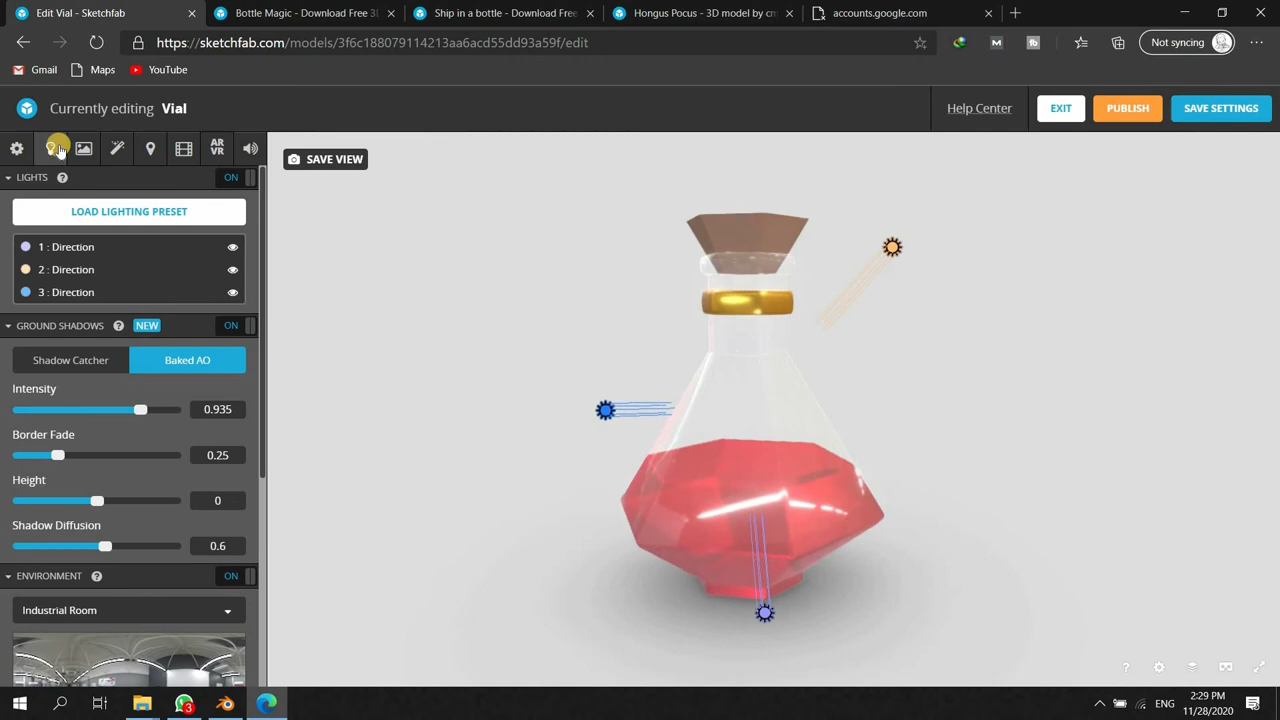 Edit Vial - Sketchfab
Bottle Magic - Download Free 3
Ship in a bottle - Download Free
Hongus Pocus - 3D model by cm
accounts.google.com
https://sketchfab.com/models/3f6c188079114213aa6acd55dd93a59f/edit
Not syncing
Gmail
Maps
YouTube
Currently editing Vial
Help Center
EXIT
PUBLISH
SAVE SETTINGS
AR
VR
LIGHTS ?
ON
SAVE VIEW
LOAD LIGHTING PRESET
1 : Direction
2 : Direction
3 : Direction
GROUND SHADOWS ? NEW
ON
Shadow Catcher
Baked AO
Intensity
0.935
Border Fade
0.25
Height
0
Shadow Diffusion
0.6
ENVIRONMENT ?
ON
Industrial Room
?
3
ENG
2:29 PM
11/28/2020